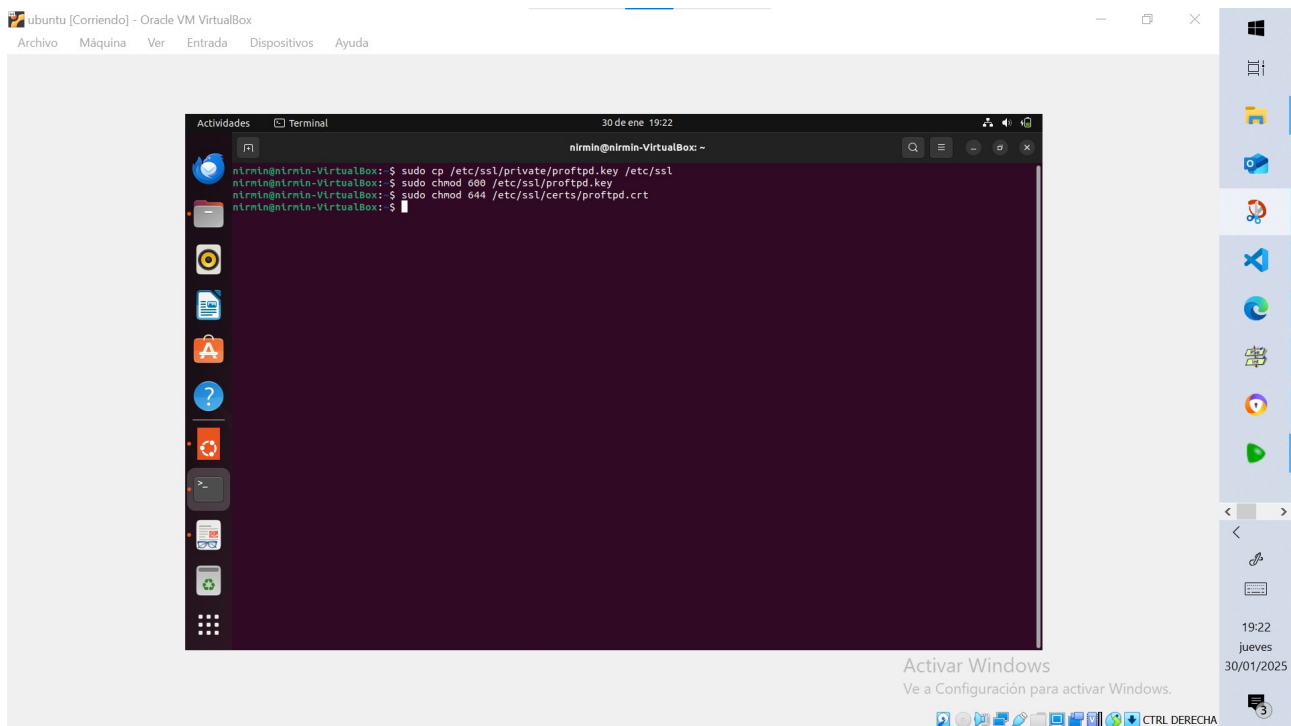 ubuntu [Corriendo] - Oracle VM VirtualBox
Archivo Máquina Ver Entrada Dispositivos Ayuda
Actividades Terminal 30 de ene 19:22
nirmin@nirmin-VirtualBox: ~
nirmin@nirmin-VirtualBox:~$ sudo cp /etc/ssl/private/proftpd.key /etc/ssl
nirmin@nirmin-VirtualBox:~$ sudo chmod 600 /etc/ssl/proftpd.key
nirmin@nirmin-VirtualBox:~$ sudo chmod 644 /etc/ssl/certs/proftpd.crt
nirmin@nirmin-VirtualBox:~$
Activar Windows
Ve a Configuración para activar Windows.
CTRL DERECHA
19:22
jueves
30/01/2025
3